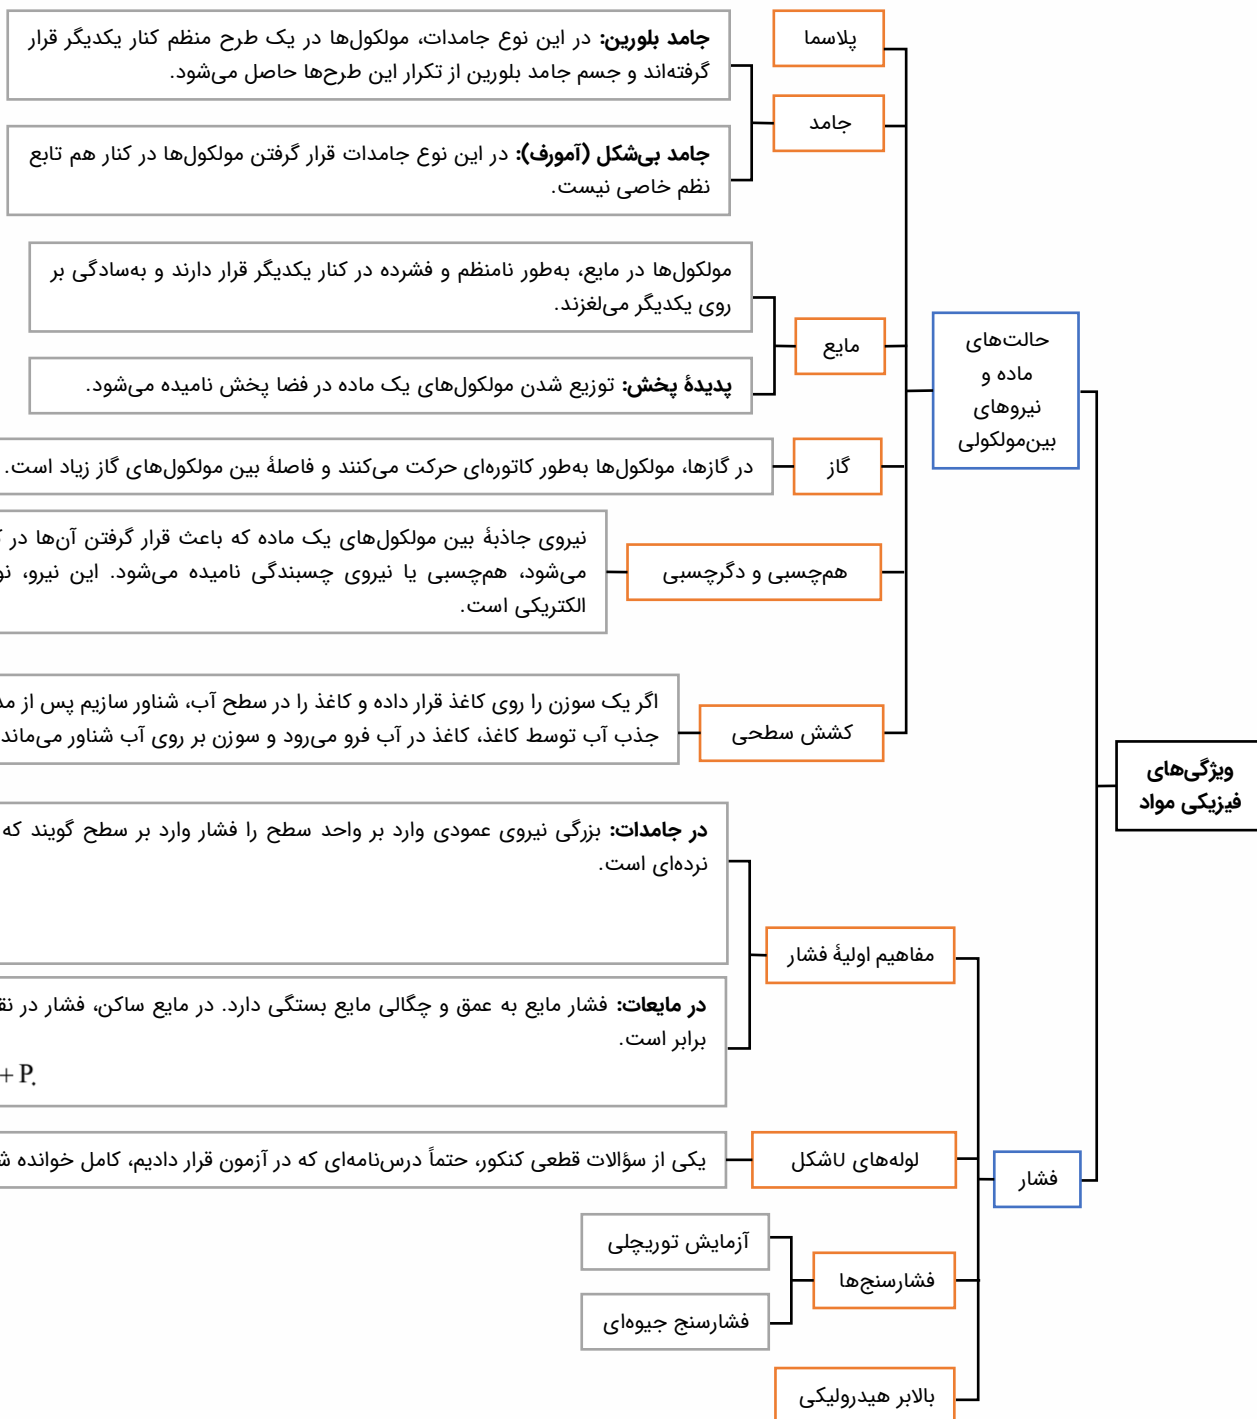 ویژگی‌های
فیزیکی مواد
حالت‌های
ماده و
نیروهای
بین‌مولکولی
پلاسما
جامد
جامد بلورین: در این نوع جامدات، مولکول‌ها در یک طرح منظم کنار یکدیگر قرار
گرفته‌اند و جسم جامد بلورین از تکرار این طرح‌ها حاصل می‌شود.
جامد بی‌شکل (آمورف): در این نوع جامدات قرار گرفتن مولکول‌ها در کنار هم تابع
نظم خاصی نیست.
مایع
مولکول‌ها در مایع، به‌طور نامنظم و فشرده در کنار یکدیگر قرار دارند و به‌سادگی بر
روی یکدیگر می‌لغزند.
پدیدۀ پخش: توزیع شدن مولکول‌های یک ماده در فضا پخش نامیده می‌شود.
گاز
در گازها، مولکول‌ها به‌طور کاتوره‌ای حرکت می‌کنند و فاصلۀ بین مولکول‌های گاز زیاد است.
هم‌چسبی و دگرچسبی
نیروی جاذبۀ بین مولکول‌های یک ماده که باعث قرار گرفتن آن‌ها در
می‌شود، هم‌چسبی یا نیروی چسبندگی نامیده می‌شود. این نیرو،
الکتریکی است.
کشش سطحی
اگر یک سوزن را روی کاغذ قرار داده و کاغذ را در سطح آب، شناور سازیم پس از
جذب آب توسط کاغذ، کاغذ در آب فرو می‌رود و سوزن بر روی آب شناور می‌ماند
فشار
مفاهیم اولیۀ فشار
در جامدات: بزرگی نیروی عمودی وارد بر واحد سطح را فشار وارد بر سطح گویند که
نرده‌ای است.
در مایعات: فشار مایع به عمق و چگالی مایع بستگی دارد. در مایع ساکن، فشار در
برابر است.
+ P.
لوله‌های Uشکل
یکی از سؤالات قطعی کنکور، حتماً درس‌نامه‌ای که در آزمون قرار دادیم، کامل خوانده
فشارسنج‌ها
آزمایش توریچلی
فشارسنج جیوه‌ای
بالابر هیدرولیکی